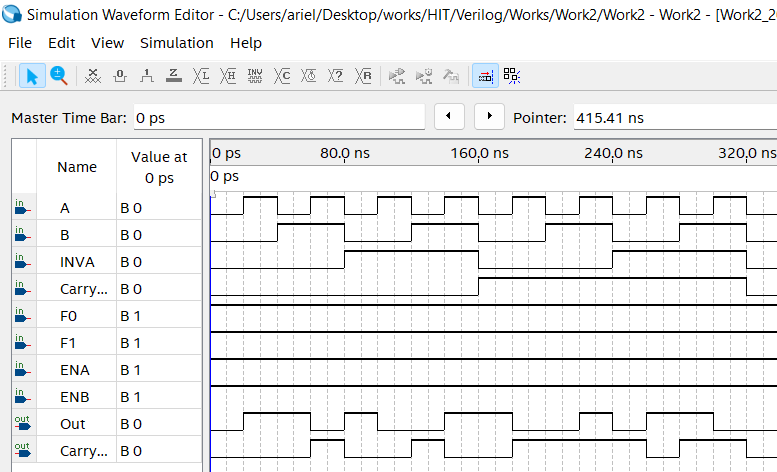 Simulation Waveform Editor - C:/Users/ariel/Desktop/works/HIT/Verilog/Works/Work2/Work2 - Work2 - [Work2_2
File Edit View Simulation Help
Master Time Bar: 0 ps Pointer: 415.41 ns
Name Value at 0 ps
0 ps 80.0 ns 160.0 ns 240.0 ns 320.0 ns
0 ps
in A B 0
in B B 0
in INVA B 0
in Carry... B 0
in F0 B 1
in F1 B 1
in ENA B 1
in ENB B 1
out Out B 0
out Carry... B 0